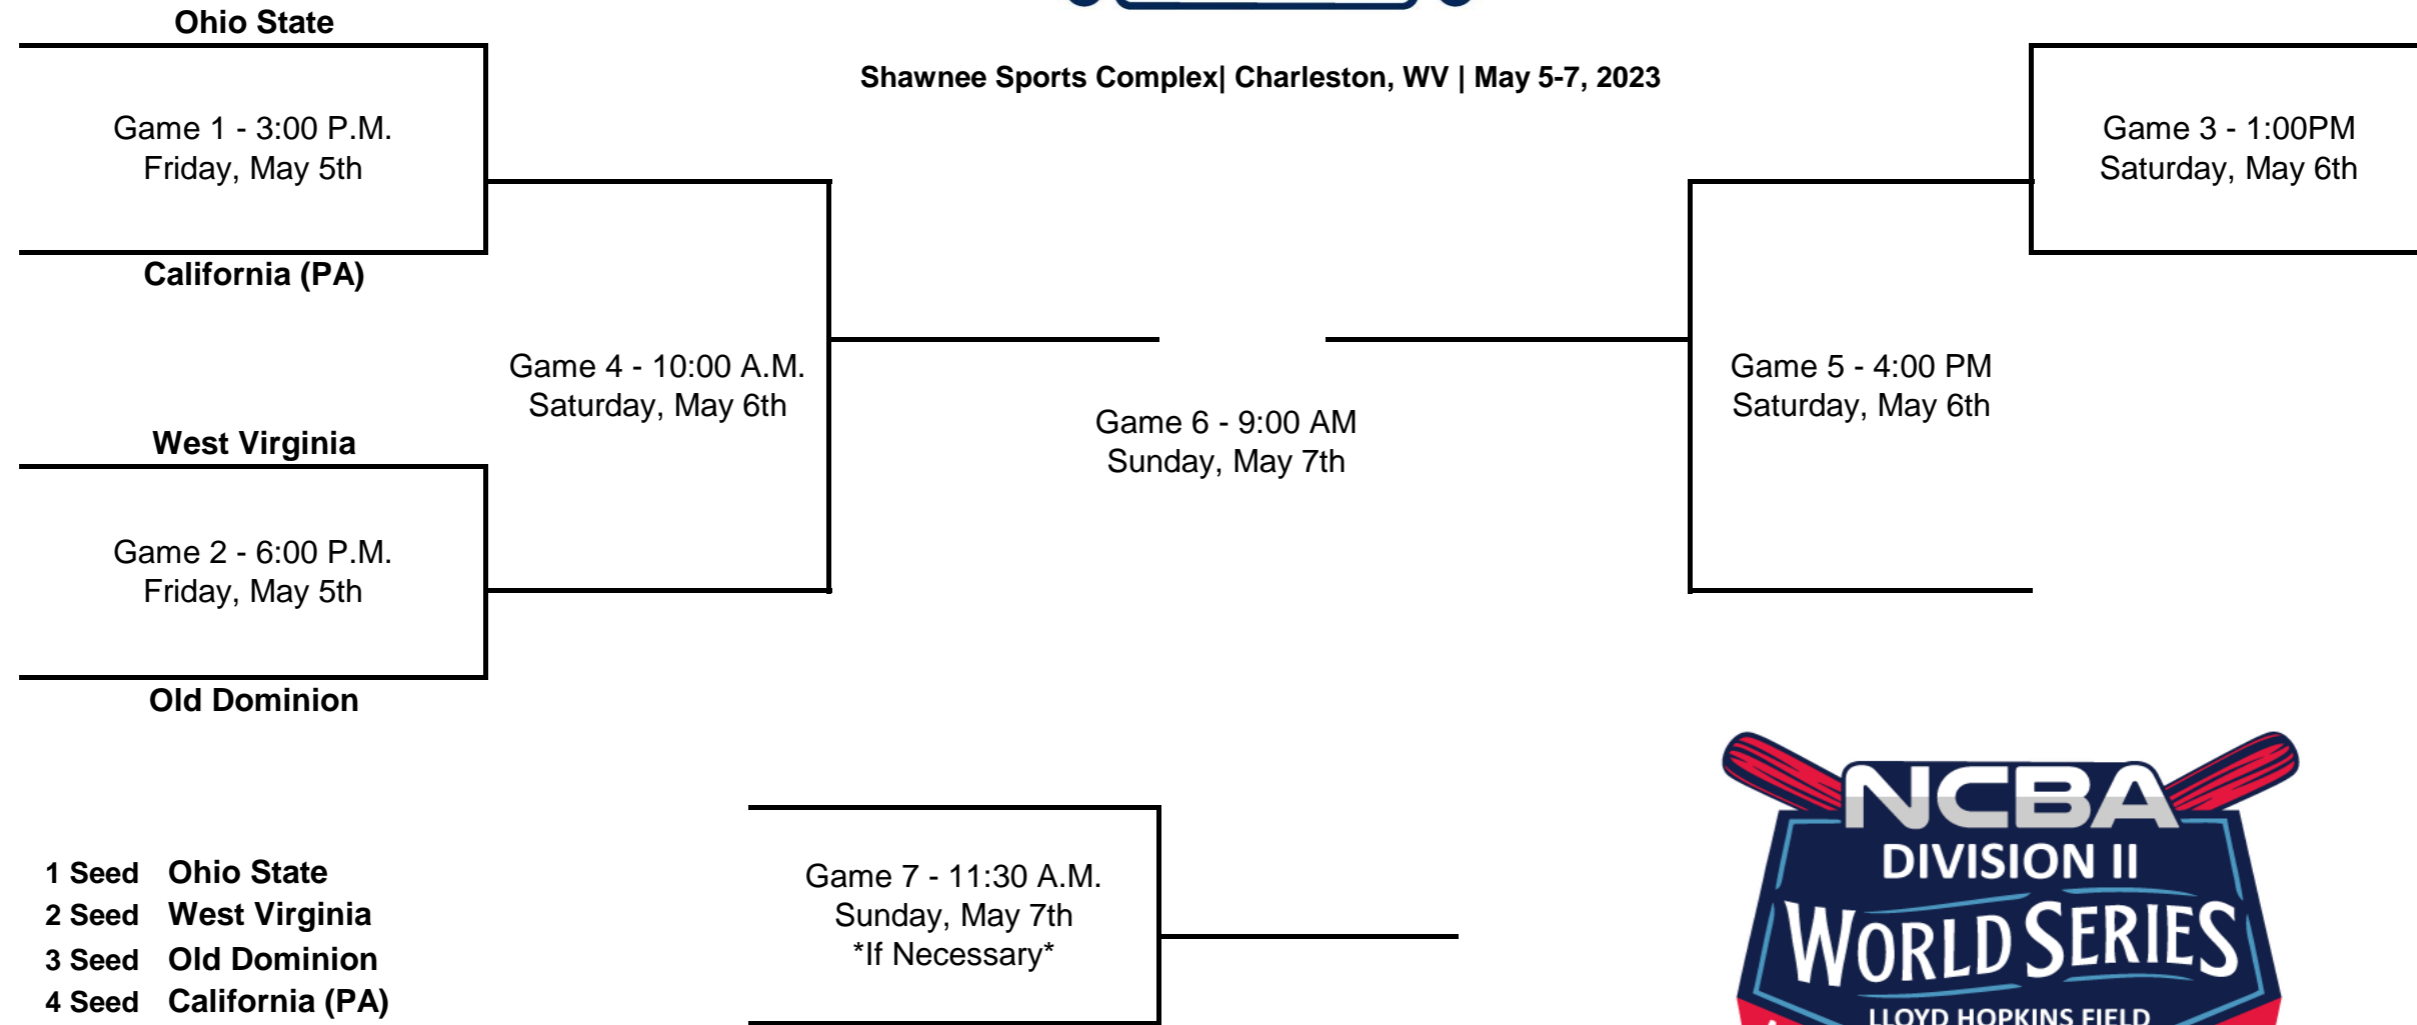 Ohio State
Shawnee Sports Complex| Charleston, WV | May 5-7, 2023
Game 1 - 3:00 P.M.
Friday, May 5th
California (PA)
Game 3 - 1:00PM
Saturday, May 6th
Game 4 - 10:00 A.M.
Saturday, May 6th
Game 6 - 9:00 AM
Sunday, May 7th
Game 5 - 4:00 PM
Saturday, May 6th
West Virginia
Game 2 - 6:00 P.M.
Friday, May 5th
Old Dominion
1 Seed Ohio State
2 Seed West Virginia
3 Seed Old Dominion
4 Seed California (PA)
Game 7 - 11:30 A.M.
Sunday, May 7th
*If Necessary*
NCBA
DIVISION II
WORLD SERIES
LLOYD HOPKINS FIELD